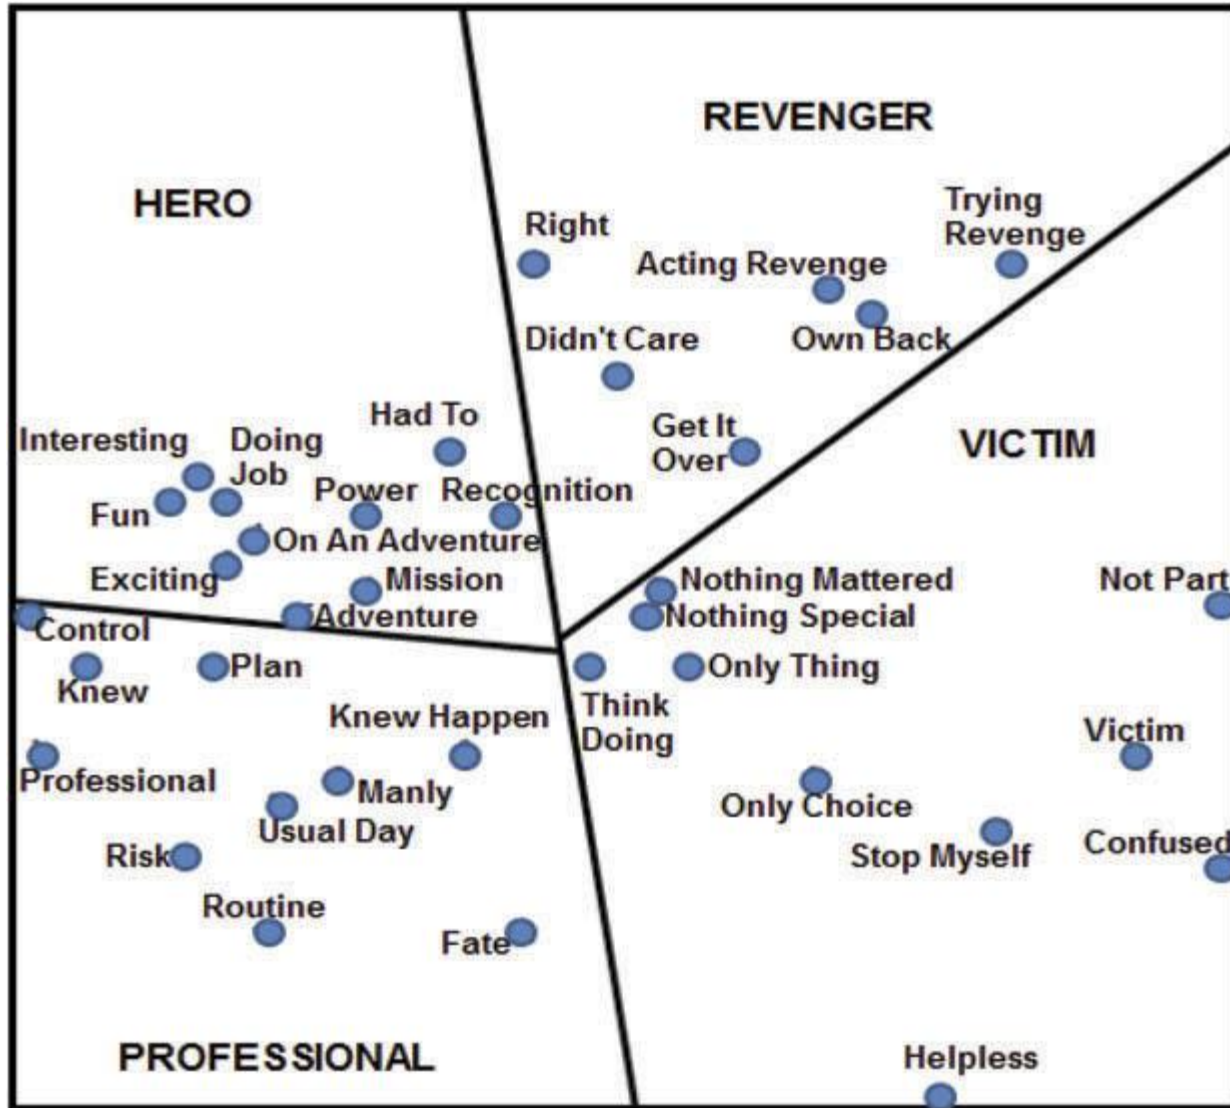 REVENGER
HERO
Trying
Revenge
Right
Acting Revenge
Didn't Care
Own Back
Had To
Get It
Over
VICTIM
Interesting
Doing
Job
Power
Recognition
Fun
On An Adventure
Exciting
Mission
Nothing Mattered
Not Part
Adventure
Nothing Special
Control
Plan
Only Thing
Knew
Think
Doing
Knew Happen
Victim
Professional
Manly
Only Choice
Usual Day
Stop Myself
Confused
Risk
Routine
Fate
PROFESSIONAL
Helpless